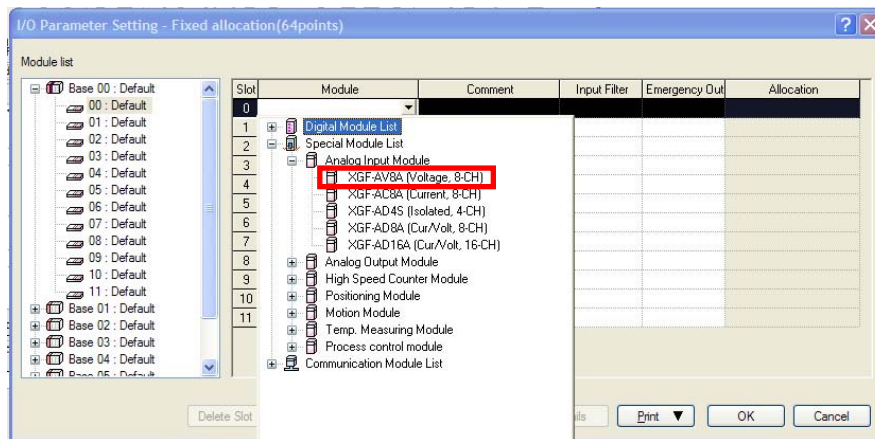 I/O Parameter Setting - Fixed allocation(64points)
Module list
Base 00 : Default
00 : Default
01 : Default
02 : Default
03 : Default
04 : Default
05 : Default
06 : Default
07 : Default
08 : Default
09 : Default
10 : Default
11 : Default
Base 01 : Default
Base 02 : Default
Base 03 : Default
Base 04 : Default
Base 05 : Default
Slot Module Comment Input Filter Emergency Out Allocation
0
1
2
3
4
5
6
7
8
9
10
11
Digital Module List
Special Module List
Analog Input Module
XGF-AV8A (Voltage, 8-CH)
XGF-AC8A (Current, 8-CH)
XGF-AD4S (Isolated, 4-CH)
XGF-AD8A (Cur/Volt, 8-CH)
XGF-AD16A (Cur/Volt, 16-CH)
Analog Output Module
High Speed Counter Module
Positioning Module
Motion Module
Temp. Measuring Module
Process control module
Communication Module List
Delete Slot Print OK Cancel